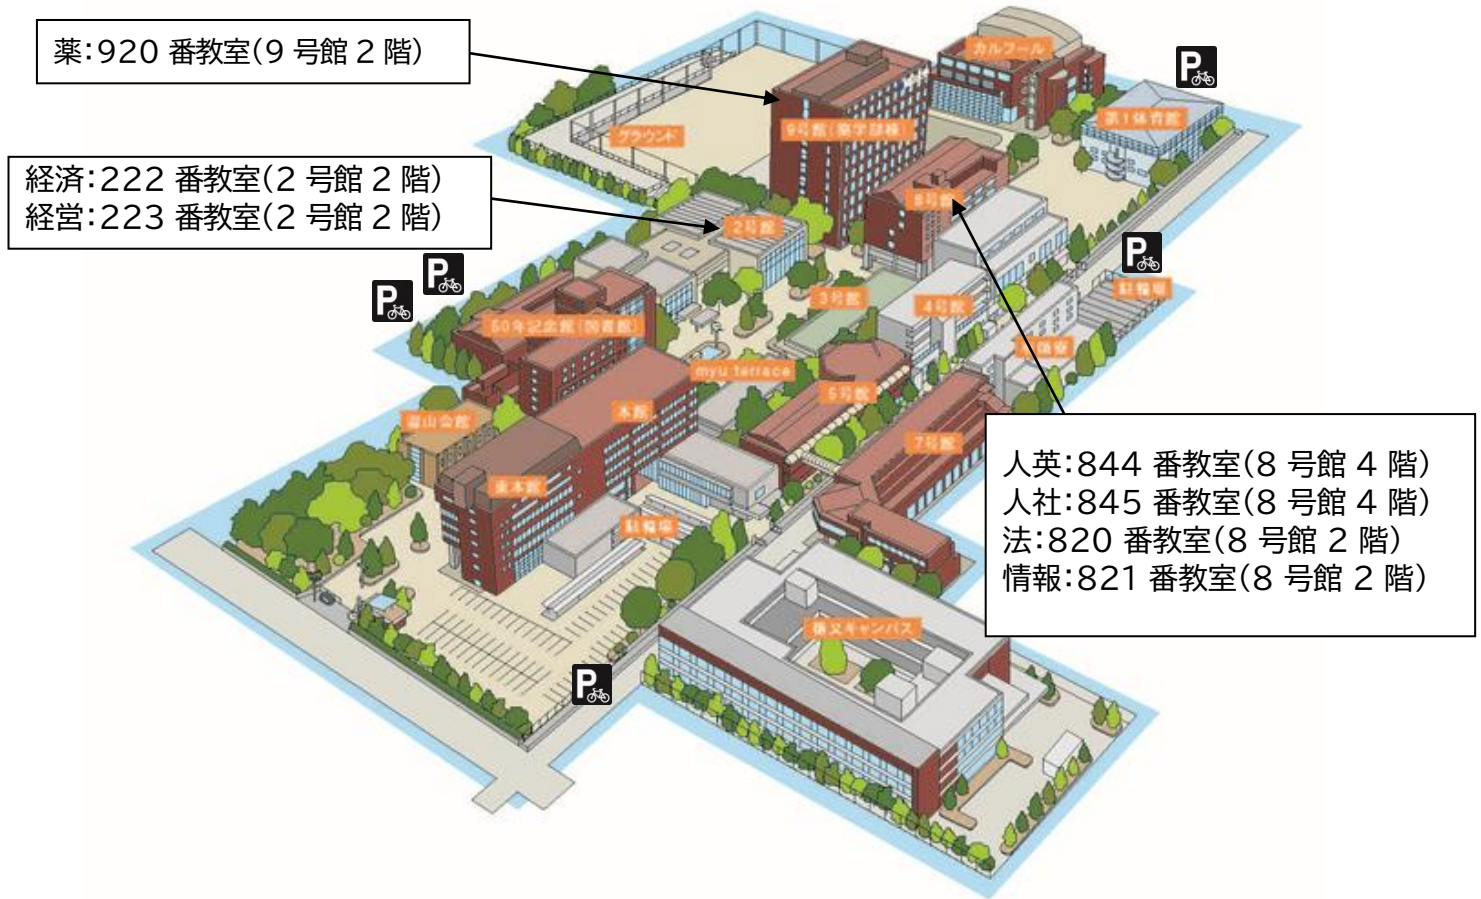 薬：920 番教室(9 号館 2 階)
カルフール
第1体育館
グラウンド
9号館(薬学部棟)
経済：222 番教室(2 号館 2 階)
経営：223 番教室(2 号館 2 階)
8号館
2号館
P
P
P
P
駐輪場
3号館
4号館
50年記念館(図書館)
myu terrace
5号館
本館
温山会館
7号館
東本館
駐輪場
人英：844 番教室(8 号館 4 階)
人社：845 番教室(8 号館 4 階)
法：820 番教室(8 号館 2 階)
情報：821 番教室(8 号館 2 階)
樋又キャンパス
P